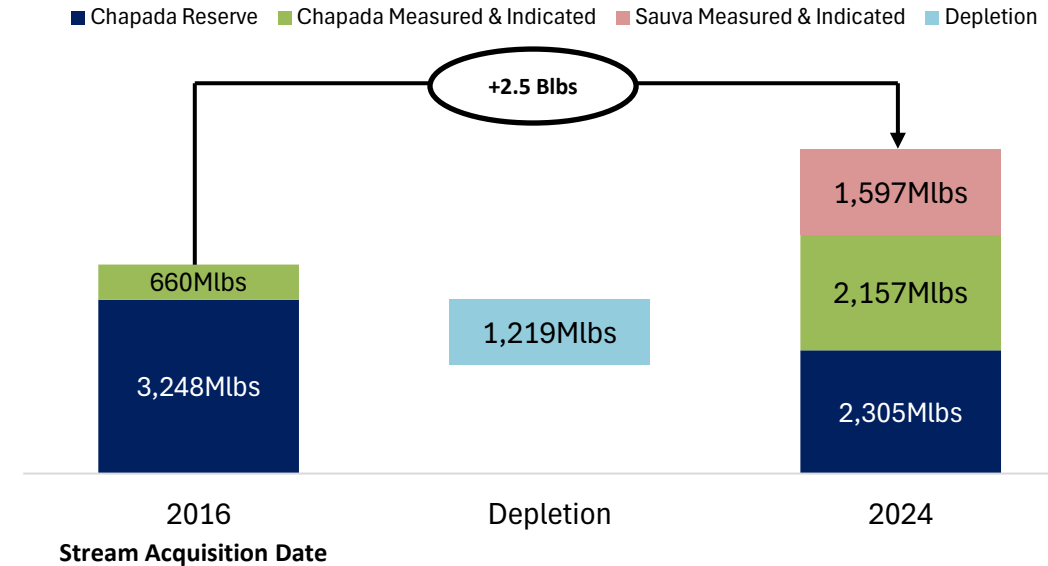 Chapada Reserve Chapada Measured & Indicated Sauva Measured & Indicated Depletion
+2.5 Blbs
1,597Mlbs
660Mlbs
2,157Mlbs
1,219Mlbs
3,248Mlbs
2,305Mlbs
2016 Depletion 2024
Stream Acquisition Date